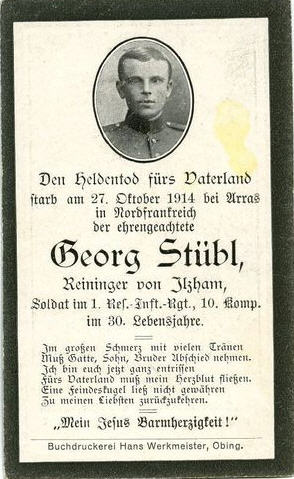 Den Heldentod fürs Vaterland
starb am 27. Oktober 1914 bei Arras
in Nordfrankreich
der ehrengeachtete
Georg Stübl,
Reininger von Ilzham,
Soldat im 1. Res.-Inft.-Rgt., 10. Komp.
im 30. Lebensjahre.
Im großen Schmerz mit vielen Tränen
Muß Gatte, Sohn, Bruder Abschied nehmen.
Ich bin euch jetzt ganz entrissen
Fürs Vaterland muß mein Herzblut fließen.
Eine Feindeskugel ließ nicht gewähren
Zu meinen Liebsten zurückzukehren.
„Mein Jesus Barmherzigkeit!"
Buchdruckerei Hans Werkmeister, Obing.